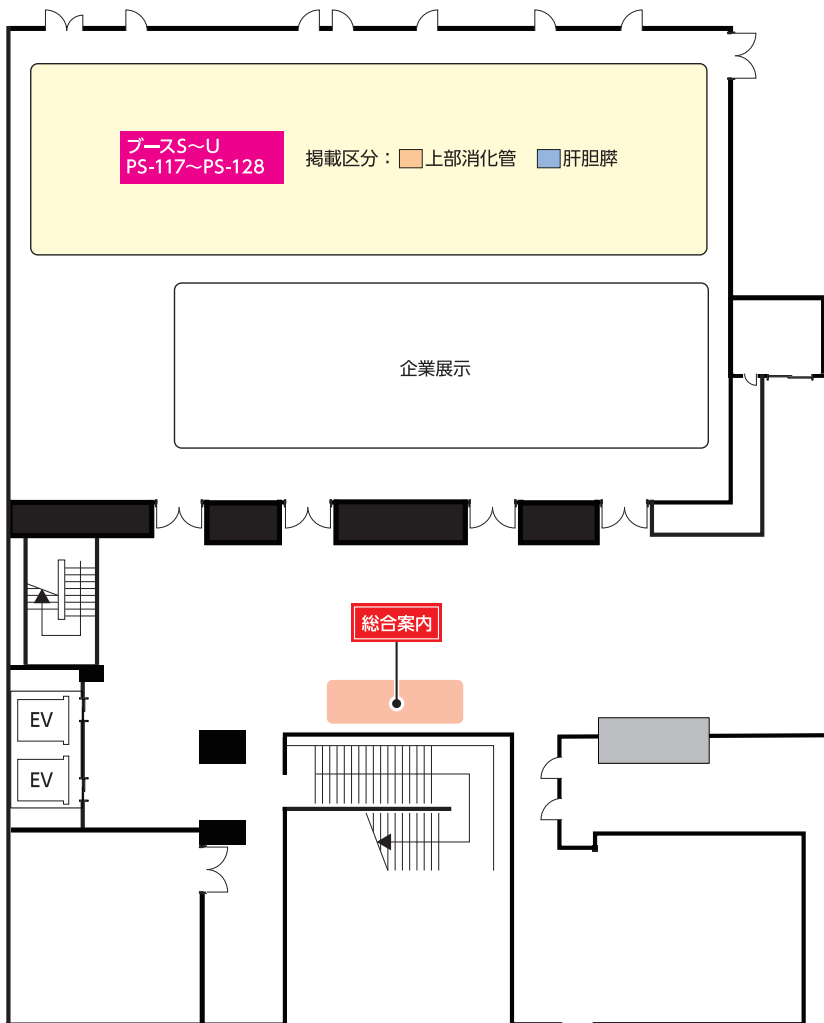 ブースS～U
PS-117～PS-128
掲載区分：上部消化管 肝胆膵
企業展示
総合案内
EV
EV